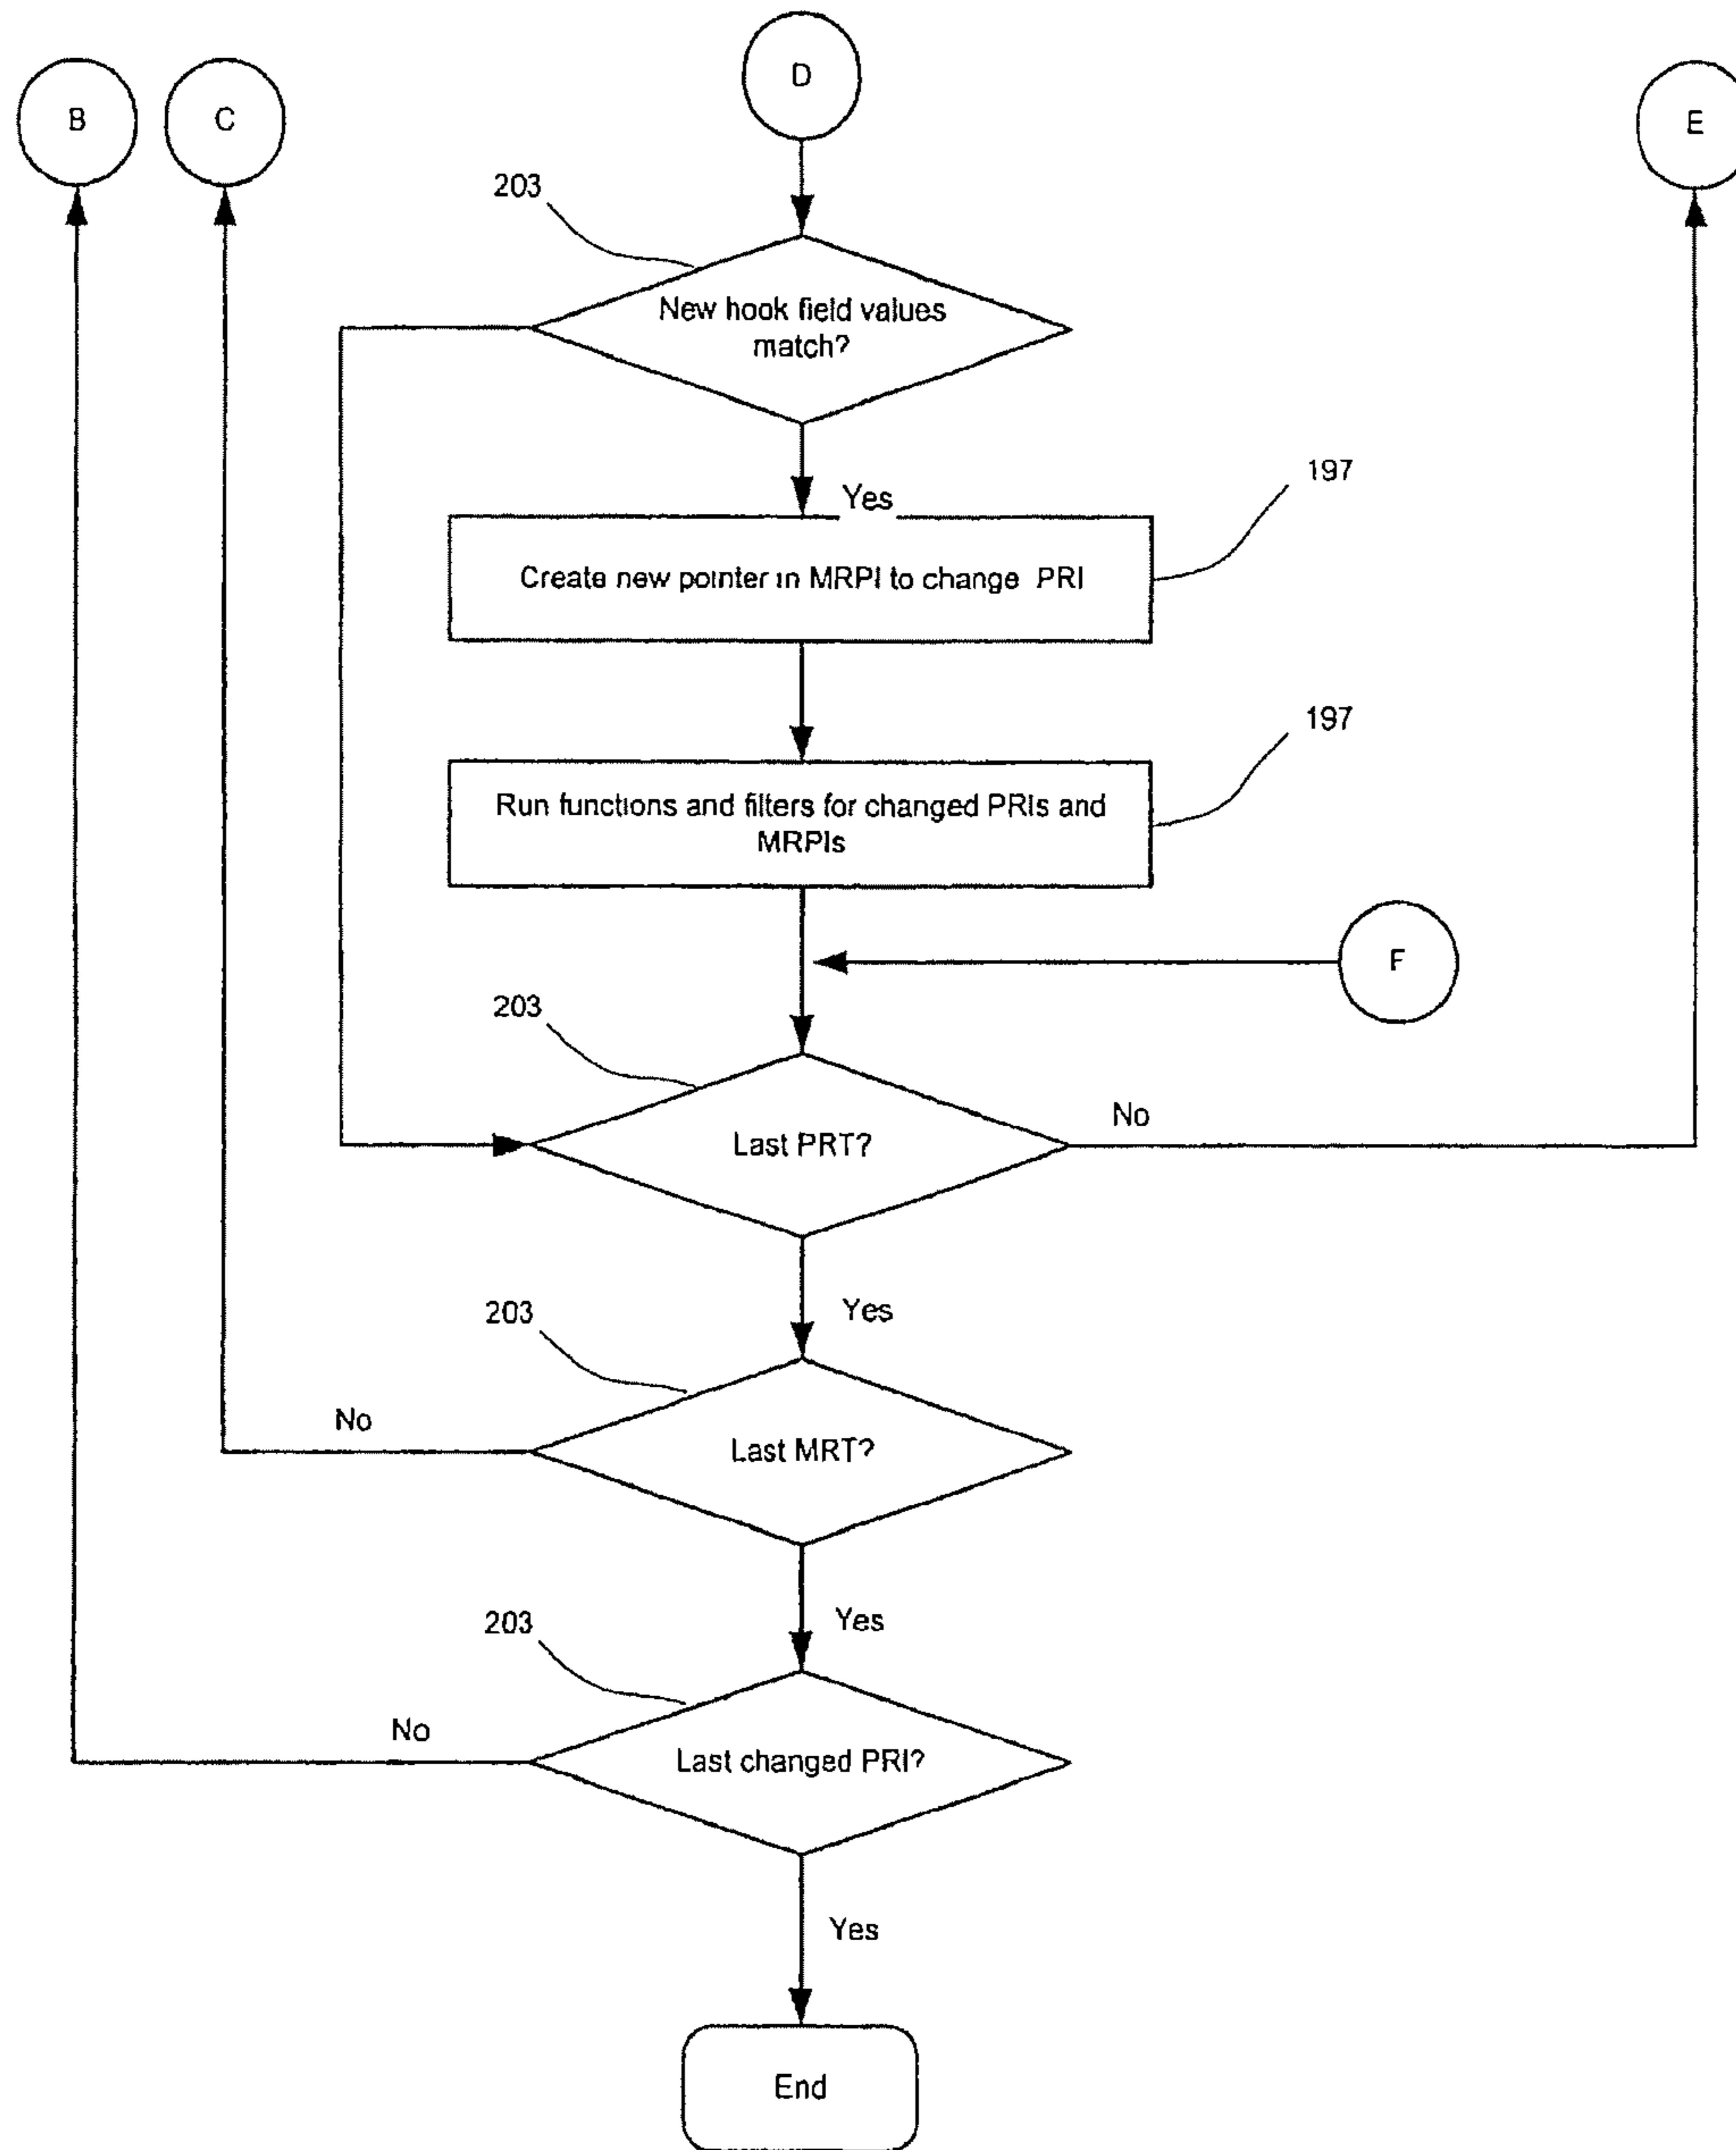 D
B
C
E
203
New hook field values
match?
197
Yes
Create new pointer in MRPI to change PRI
197
Run functions and filters for changed PRIs and
MRPIs
F
203
Last PRT?
No
Yes
203
No
Last MRT?
Yes
203
No
Last changed PRI?
Yes
End